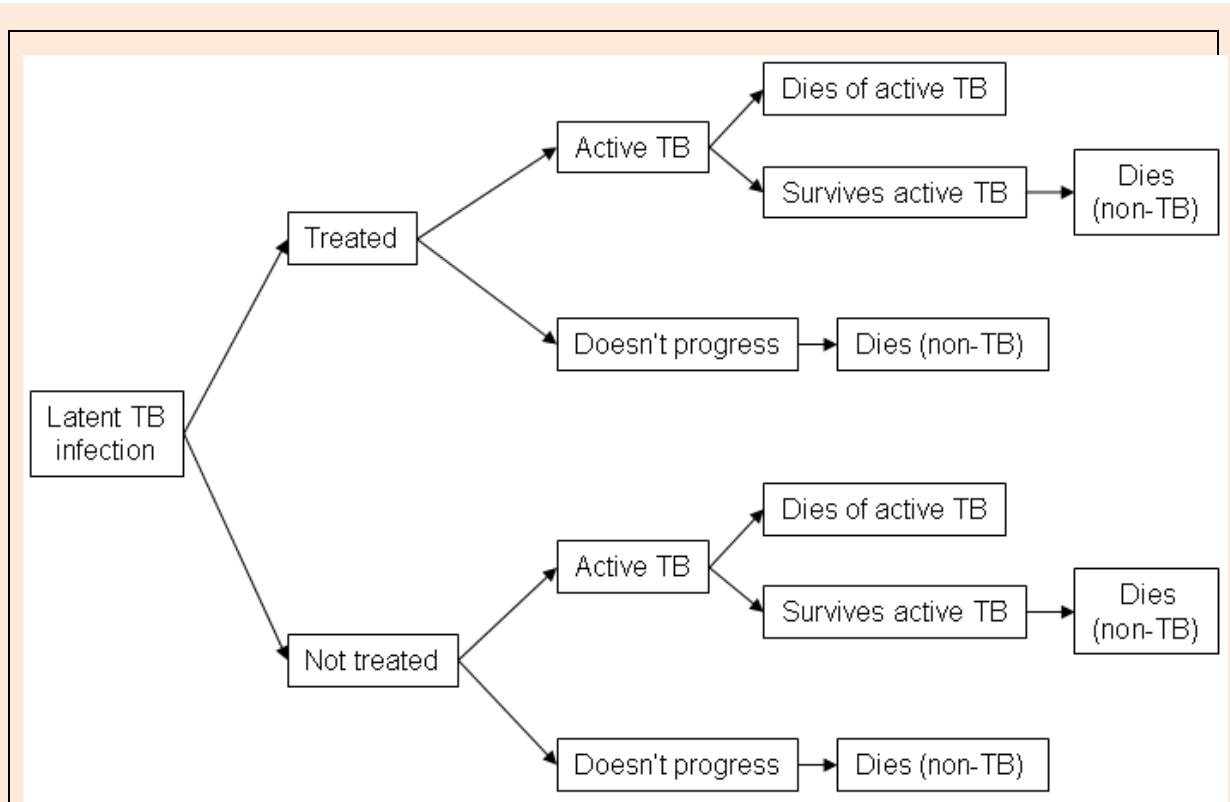 Dies of active TB
Active TB
Survives active TB
Dies
(non-TB)
Treated
Doesn't progress
Dies (non-TB)
Latent TB
infection
Dies of active TB
Active TB
Survives active TB
Dies
(non-TB)
Not treated
Doesn't progress
Dies (non-TB)